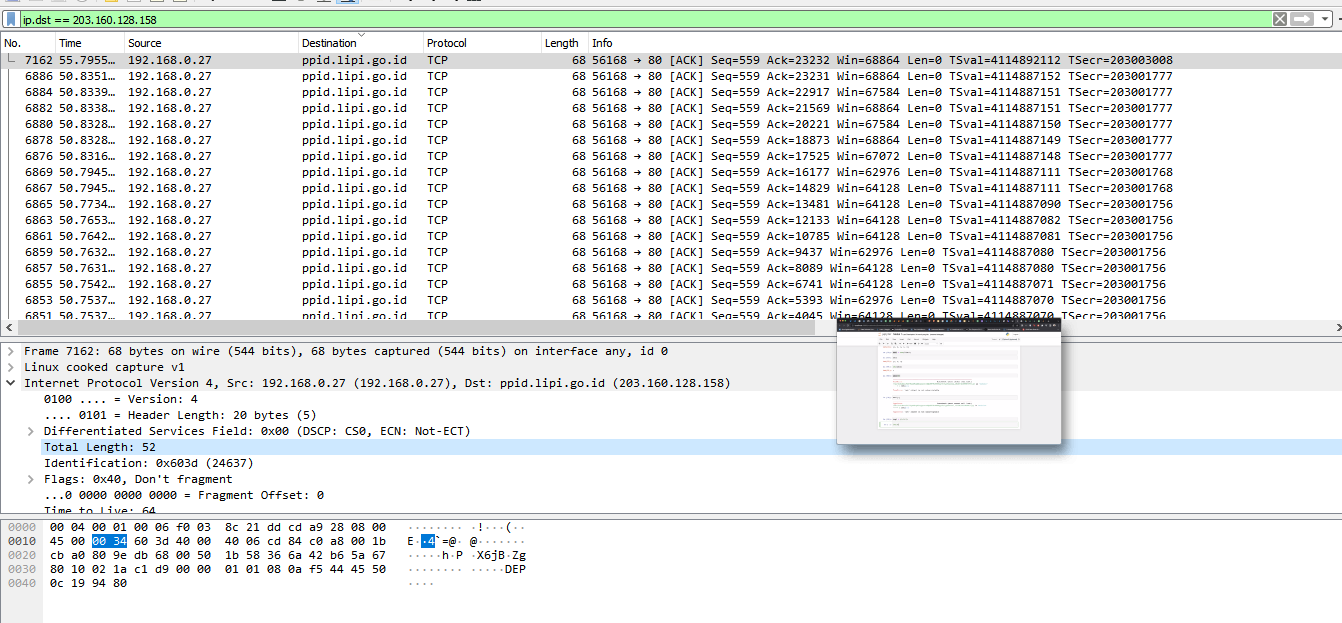 ip.dst == 203.160.128.158
No. Time Source Destination Protocol Length Info
7162 55.7955… 192.168.0.27 ppid.lipi.go.id TCP 68 56168 → 80 [ACK] Seq=559 Ack=23232 Win=68864 Len=0 TSval=4114892112 TSecr=203003008
6886 50.8351… 192.168.0.27 ppid.lipi.go.id TCP 68 56168 → 80 [ACK] Seq=559 Ack=23231 Win=68864 Len=0 TSval=4114887152 TSecr=203001777
6884 50.8339… 192.168.0.27 ppid.lipi.go.id TCP 68 56168 → 80 [ACK] Seq=559 Ack=22917 Win=67584 Len=0 TSval=4114887151 TSecr=203001777
6882 50.8338… 192.168.0.27 ppid.lipi.go.id TCP 68 56168 → 80 [ACK] Seq=559 Ack=21569 Win=68864 Len=0 TSval=4114887151 TSecr=203001777
6880 50.8328… 192.168.0.27 ppid.lipi.go.id TCP 68 56168 → 80 [ACK] Seq=559 Ack=20221 Win=67584 Len=0 TSval=4114887150 TSecr=203001777
6878 50.8328… 192.168.0.27 ppid.lipi.go.id TCP 68 56168 → 80 [ACK] Seq=559 Ack=18873 Win=68864 Len=0 TSval=4114887149 TSecr=203001777
6876 50.8316… 192.168.0.27 ppid.lipi.go.id TCP 68 56168 → 80 [ACK] Seq=559 Ack=17525 Win=67072 Len=0 TSval=4114887148 TSecr=203001777
6869 50.7945… 192.168.0.27 ppid.lipi.go.id TCP 68 56168 → 80 [ACK] Seq=559 Ack=16177 Win=62976 Len=0 TSval=4114887111 TSecr=203001768
6867 50.7945… 192.168.0.27 ppid.lipi.go.id TCP 68 56168 → 80 [ACK] Seq=559 Ack=14829 Win=64128 Len=0 TSval=4114887111 TSecr=203001768
6865 50.7734… 192.168.0.27 ppid.lipi.go.id TCP 68 56168 → 80 [ACK] Seq=559 Ack=13481 Win=64128 Len=0 TSval=4114887090 TSecr=203001756
6863 50.7653… 192.168.0.27 ppid.lipi.go.id TCP 68 56168 → 80 [ACK] Seq=559 Ack=12133 Win=64128 Len=0 TSval=4114887082 TSecr=203001756
6861 50.7642… 192.168.0.27 ppid.lipi.go.id TCP 68 56168 → 80 [ACK] Seq=559 Ack=10785 Win=64128 Len=0 TSval=4114887081 TSecr=203001756
6859 50.7632… 192.168.0.27 ppid.lipi.go.id TCP 68 56168 → 80 [ACK] Seq=559 Ack=9437 Win=62976 Len=0 TSval=4114887080 TSecr=203001756
6857 50.7631… 192.168.0.27 ppid.lipi.go.id TCP 68 56168 → 80 [ACK] Seq=559 Ack=8089 Win=64128 Len=0 TSval=4114887080 TSecr=203001756
6855 50.7542… 192.168.0.27 ppid.lipi.go.id TCP 68 56168 → 80 [ACK] Seq=559 Ack=6741 Win=64128 Len=0 TSval=4114887071 TSecr=203001756
6853 50.7537… 192.168.0.27 ppid.lipi.go.id TCP 68 56168 → 80 [ACK] Seq=559 Ack=5393 Win=62976 Len=0 TSval=4114887070 TSecr=203001756
6851 50.7537… 192.168.0.27 ppid.lipi.go.id TCP 68 56168 → 80 [ACK] Seq=559 Ack=4045 Win=64128 Len=0 TSval=4114887070 TSecr=203001756
Frame 7162: 68 bytes on wire (544 bits), 68 bytes captured (544 bits) on interface any, id 0
Linux cooked capture v1
Internet Protocol Version 4, Src: 192.168.0.27 (192.168.0.27), Dst: ppid.lipi.go.id (203.160.128.158)
0100 .... = Version: 4
.... 0101 = Header Length: 20 bytes (5)
Differentiated Services Field: 0x00 (DSCP: CS0, ECN: Not-ECT)
Total Length: 52
Identification: 0x603d (24637)
Flags: 0x40, Don't fragment
...0 0000 0000 0000 = Fragment Offset: 0
Time to Live: 64
0000 00 04 00 01 00 06 f0 03 8c 21 dd cd a9 28 08 00 ········ ·!···(··
0010 45 00 00 34 60 3d 40 00 40 06 cd 84 c0 a8 00 1b E··4`=@· @·······
0020 cb a0 80 9e db 68 00 50 1b 58 36 6a 42 b6 5a 67 ·····h·P ·X6jB·Zg
0030 80 10 02 1a c1 d9 00 00 01 01 08 0a f5 44 45 50 ········ ·····DEP
0040 0c 19 94 80 ····